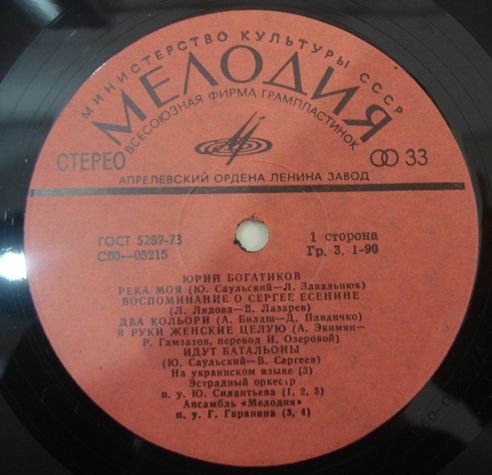 МИНИСТЕРСТВО КУЛЬТУРЫ СССР
МЕЛОДИЯ
ВСЕСОЮЗНАЯ ФИРМА ГРАМПЛАСТИНОК
СТЕРЕО
33
АПРЕЛЕВСКИЙ ОРДЕНА ЛЕНИНА ЗАВОД
ГОСТ 5289-73
С60—05215
1 сторона
Гр. 3. 1-90
ЮРИЙ БОГАТИКОВ
РЕКА МОЯ (Ю. Саульский—Л. Завальнюк)
ВОСПОМИНАНИЕ О СЕРГЕЕ ЕСЕНИНЕ
(Л. Лядова—В. Лазарев)
ДВА КОЛЬОРИ (А. Билаш—Д. Павличко)
Я РУКИ ЖЕНСКИЕ ЦЕЛУЮ (А. Экимян—
Р. Гамзатов, перевод И. Озеровой)
ИДУТ БАТАЛЬОНЫ
(Ю. Саульский—В. Сергеев)
На украинском языке (3)
Эстрадный оркестр
п. у. Ю. Силантьева (1, 2, 5)
Ансамбль «Мелодия»
п. у. Г. Гараняна (3, 4)